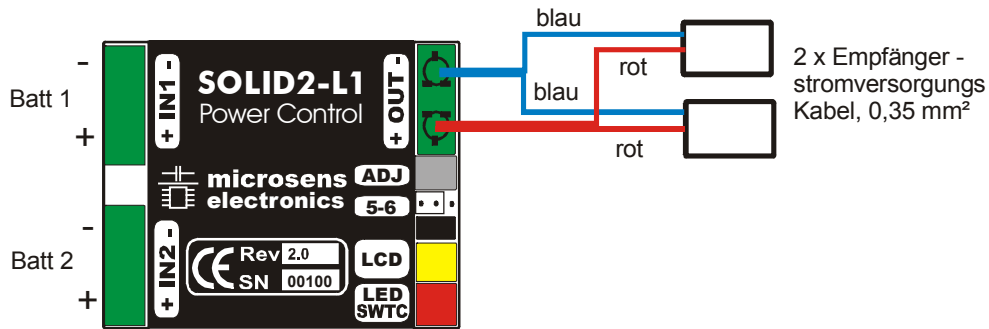 blau
rot
blau
rot
2 x Empfänger -
stromversorgungs
Kabel, 0,35 mm²
-
Batt 1
+
+ IN1 -
SOLID2-L1
Power Control
+ OUT -
microsens
electronics
ADJ
5-6
-
Batt 2
+
+ IN2 -
CE
Rev 2.0
SN 00100
LCD
LED
SWTC